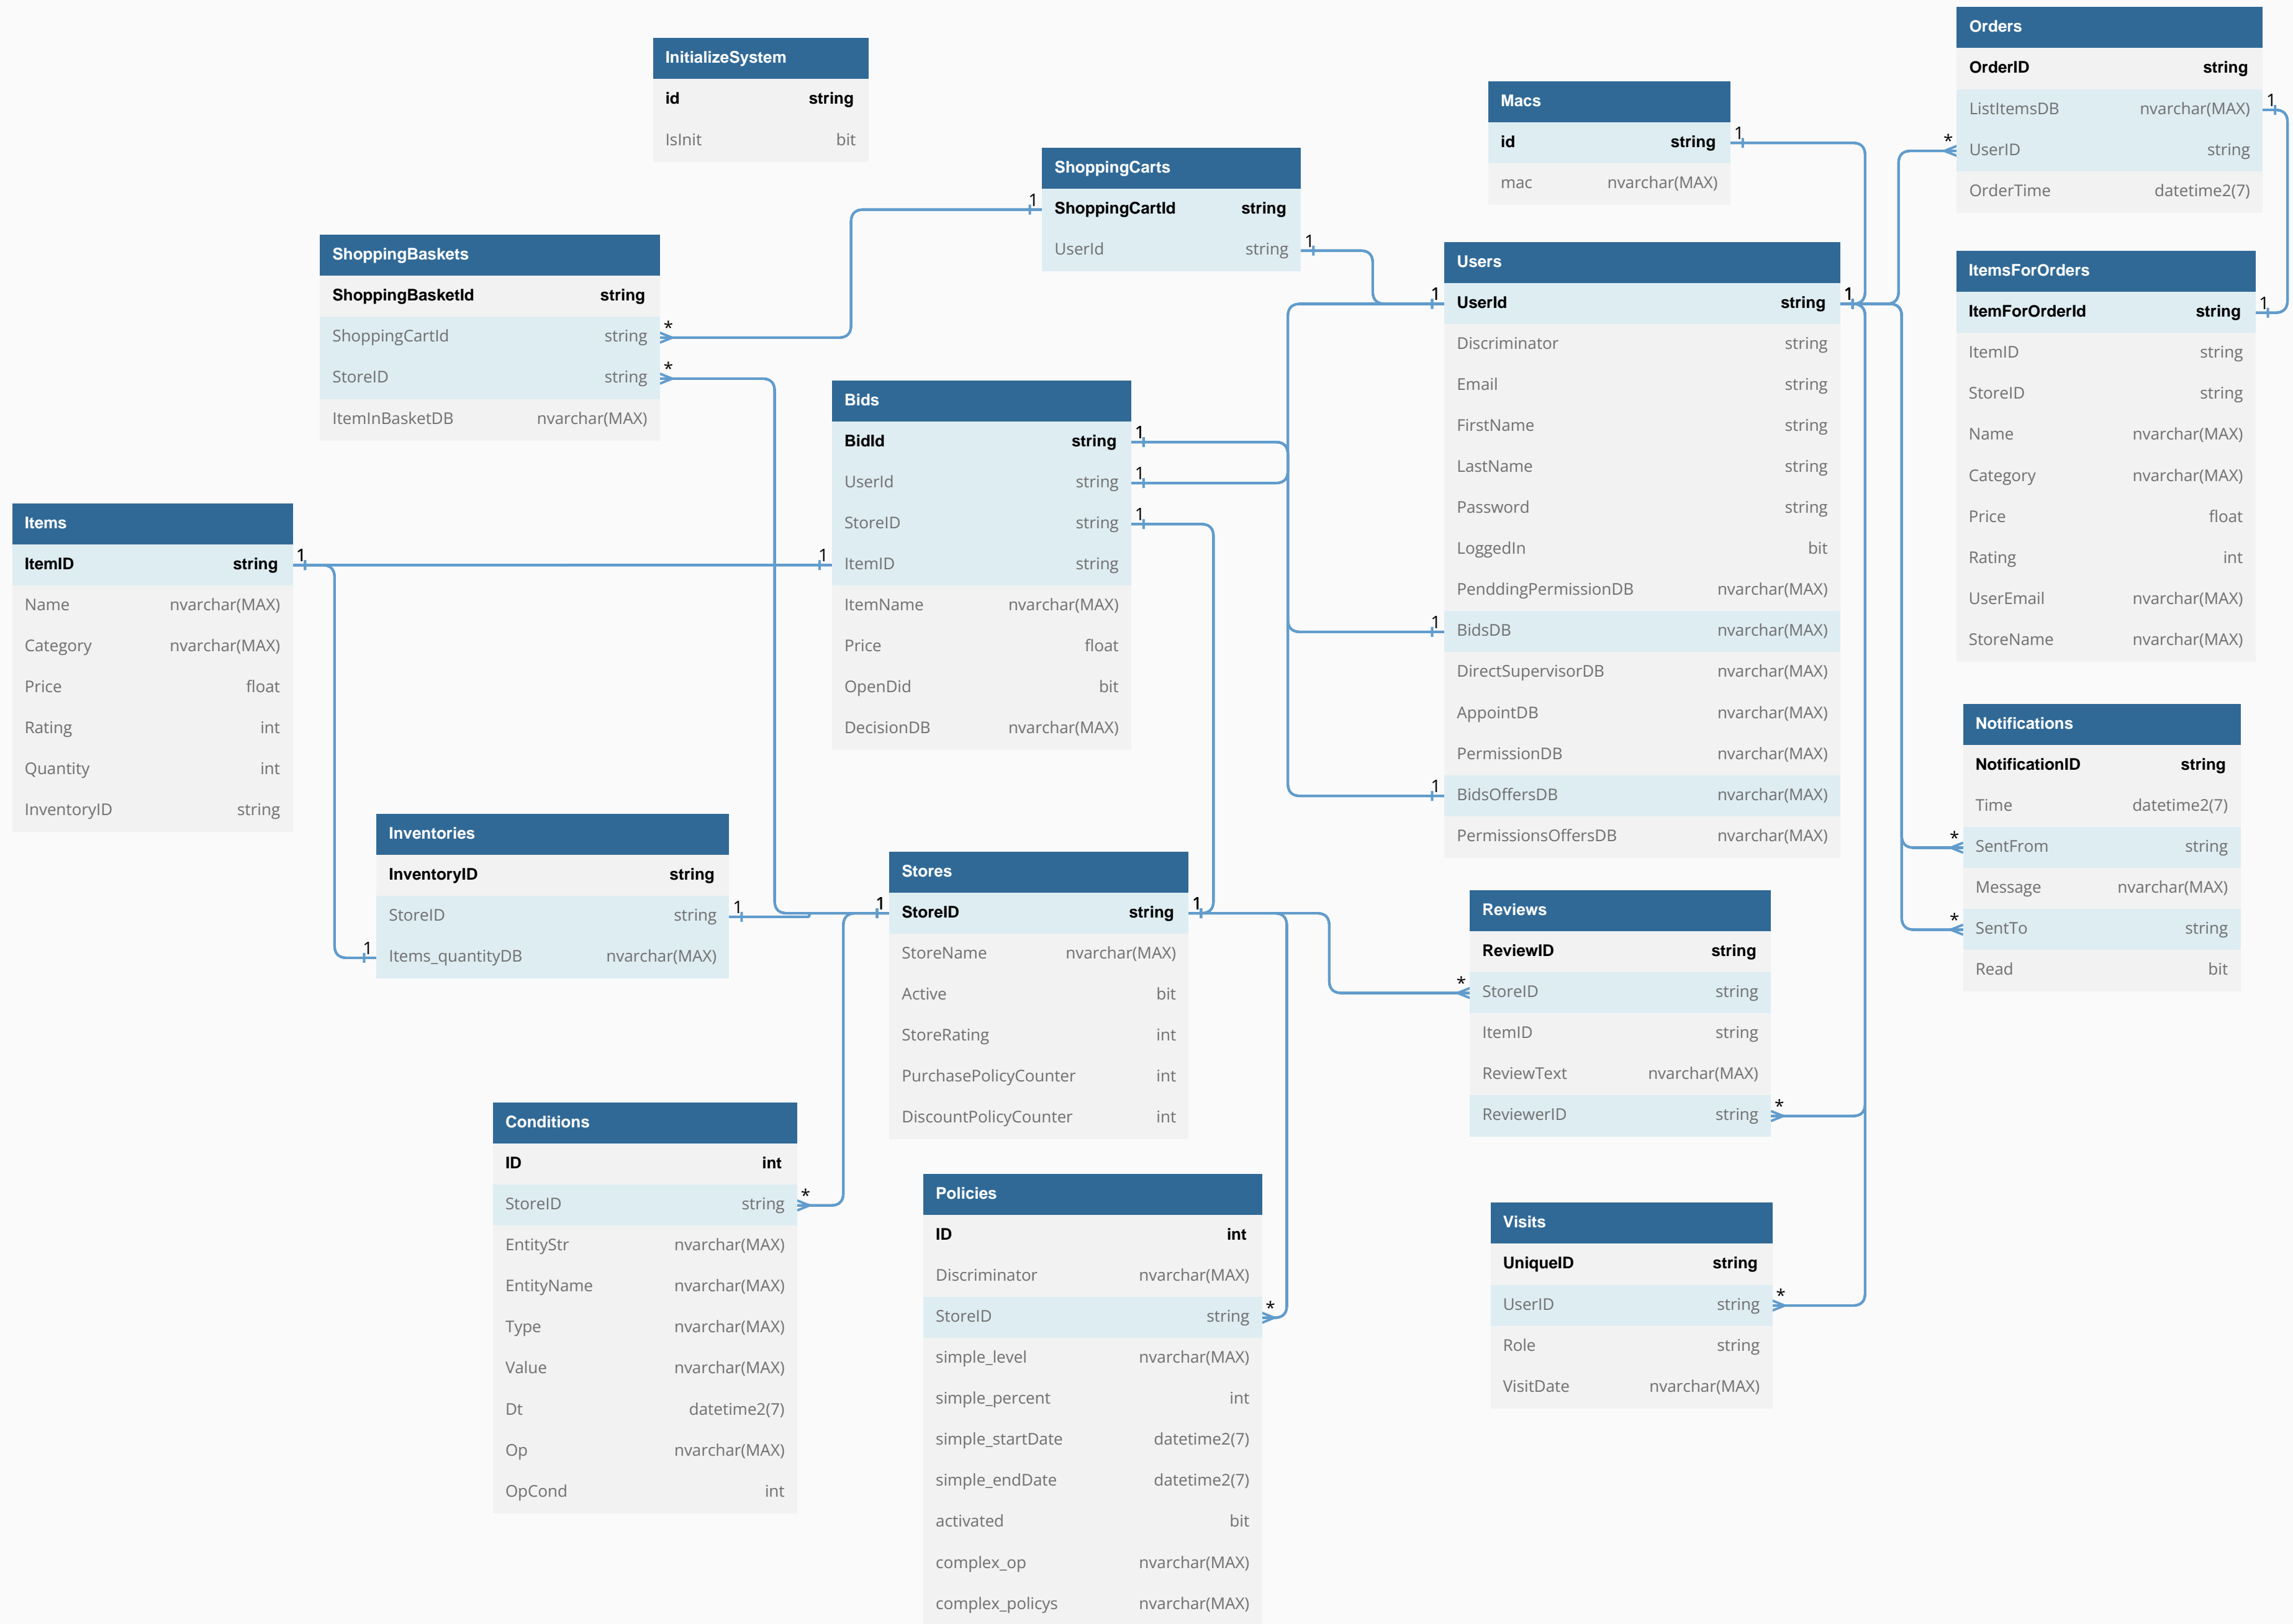 InitializeSystem
id string
IsInit bit
ShoppingCarts
ShoppingCartId string
UserId string
Macs
id string
mac nvarchar(MAX)
Orders
OrderID string
ListItemsDB nvarchar(MAX)
UserID string
OrderTime datetime2(7)
ShoppingBaskets
ShoppingBasketId string
ShoppingCartId string
StoreID string
ItemInBasketDB nvarchar(MAX)
Users
UserId string
Discriminator string
Email string
FirstName string
LastName string
Password string
LoggedIn bit
PenddingPermissionDB nvarchar(MAX)
BidsDB nvarchar(MAX)
DirectSupervisorDB nvarchar(MAX)
AppointDB nvarchar(MAX)
PermissionDB nvarchar(MAX)
BidsOffersDB nvarchar(MAX)
PermissionsOffersDB nvarchar(MAX)
ItemsForOrders
ItemForOrderId string
ItemID string
StoreID string
Name nvarchar(MAX)
Category nvarchar(MAX)
Price float
Rating int
UserEmail nvarchar(MAX)
StoreName nvarchar(MAX)
Bids
BidId string
UserId string
StoreID string
ItemID string
ItemName nvarchar(MAX)
Price float
OpenDid bit
DecisionDB nvarchar(MAX)
Items
ItemID string
Name nvarchar(MAX)
Category nvarchar(MAX)
Price float
Rating int
Quantity int
InventoryID string
Notifications
NotificationID string
Time datetime2(7)
SentFrom string
Message nvarchar(MAX)
SentTo string
Read bit
Inventories
InventoryID string
StoreID string
Items_quantityDB nvarchar(MAX)
Stores
StoreID string
StoreName nvarchar(MAX)
Active bit
StoreRating int
PurchasePolicyCounter int
DiscountPolicyCounter int
Reviews
ReviewID string
StoreID string
ItemID string
ReviewText nvarchar(MAX)
ReviewerID string
Conditions
ID int
StoreID string
EntityStr nvarchar(MAX)
EntityName nvarchar(MAX)
Type nvarchar(MAX)
Value nvarchar(MAX)
Dt datetime2(7)
Op nvarchar(MAX)
OpCond int
Policies
ID int
Discriminator nvarchar(MAX)
StoreID string
simple_level nvarchar(MAX)
simple_percent int
simple_startDate datetime2(7)
simple_endDate datetime2(7)
activated bit
complex_op nvarchar(MAX)
complex_policys nvarchar(MAX)
Visits
UniqueID string
UserID string
Role string
VisitDate nvarchar(MAX)